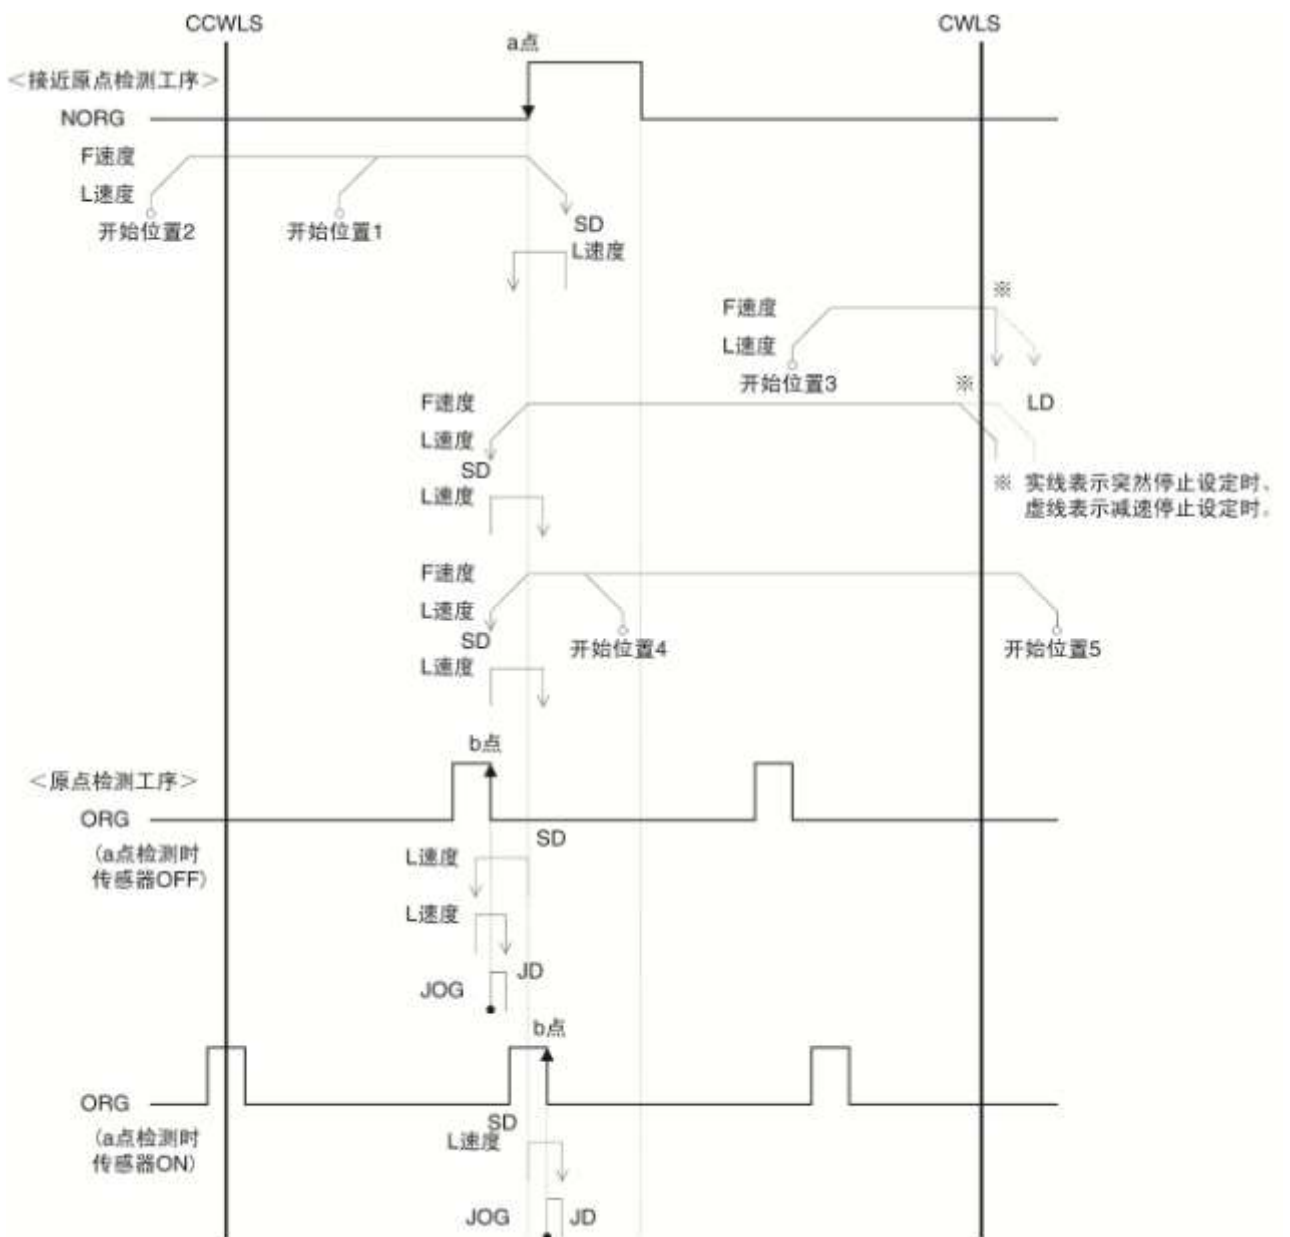 CCWLS
CWLS
a点
＜接近原点检测工序＞
NORG
F速度
L速度
开始位置2
开始位置1
SD
L速度
F速度
※
L速度
开始位置3
※
F速度
LD
L速度
SD
※ 实线表示突然停止设定时、
虚线表示减速停止设定时。
L速度
F速度
L速度
SD
开始位置4
开始位置5
L速度
b点
＜原点检测工序＞
ORG
SD
(a点检测时
传感器OFF)
L速度
L速度
JD
JOG
b点
ORG
SD
(a点检测时
传感器ON)
L速度
JOG
JD